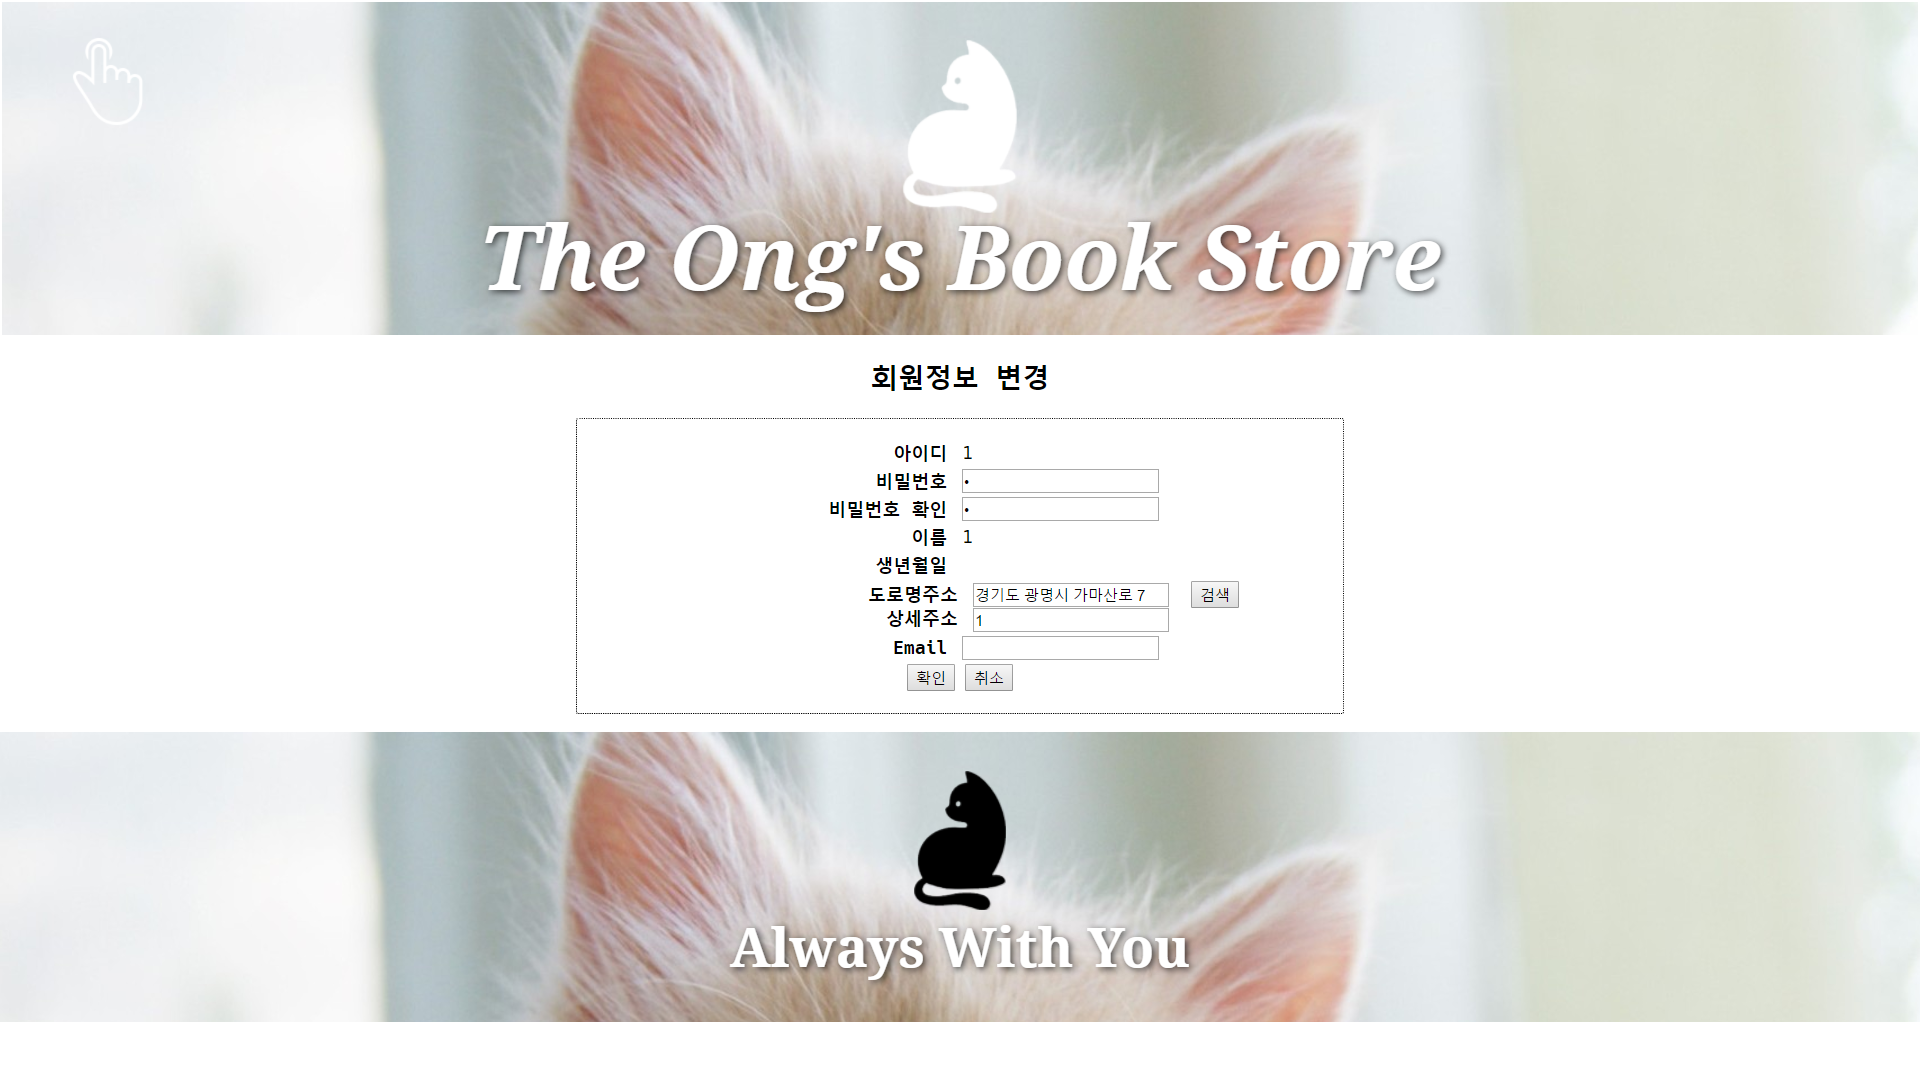 The Ong's Book Store
회원정보 변경
아이디 1
비밀번호 •
비밀번호 확인 •
이름 1
생년월일
도로명주소 경기도 광명시 가마산로 7 검색
상세주소 1
Email
확인 취소
Always With You